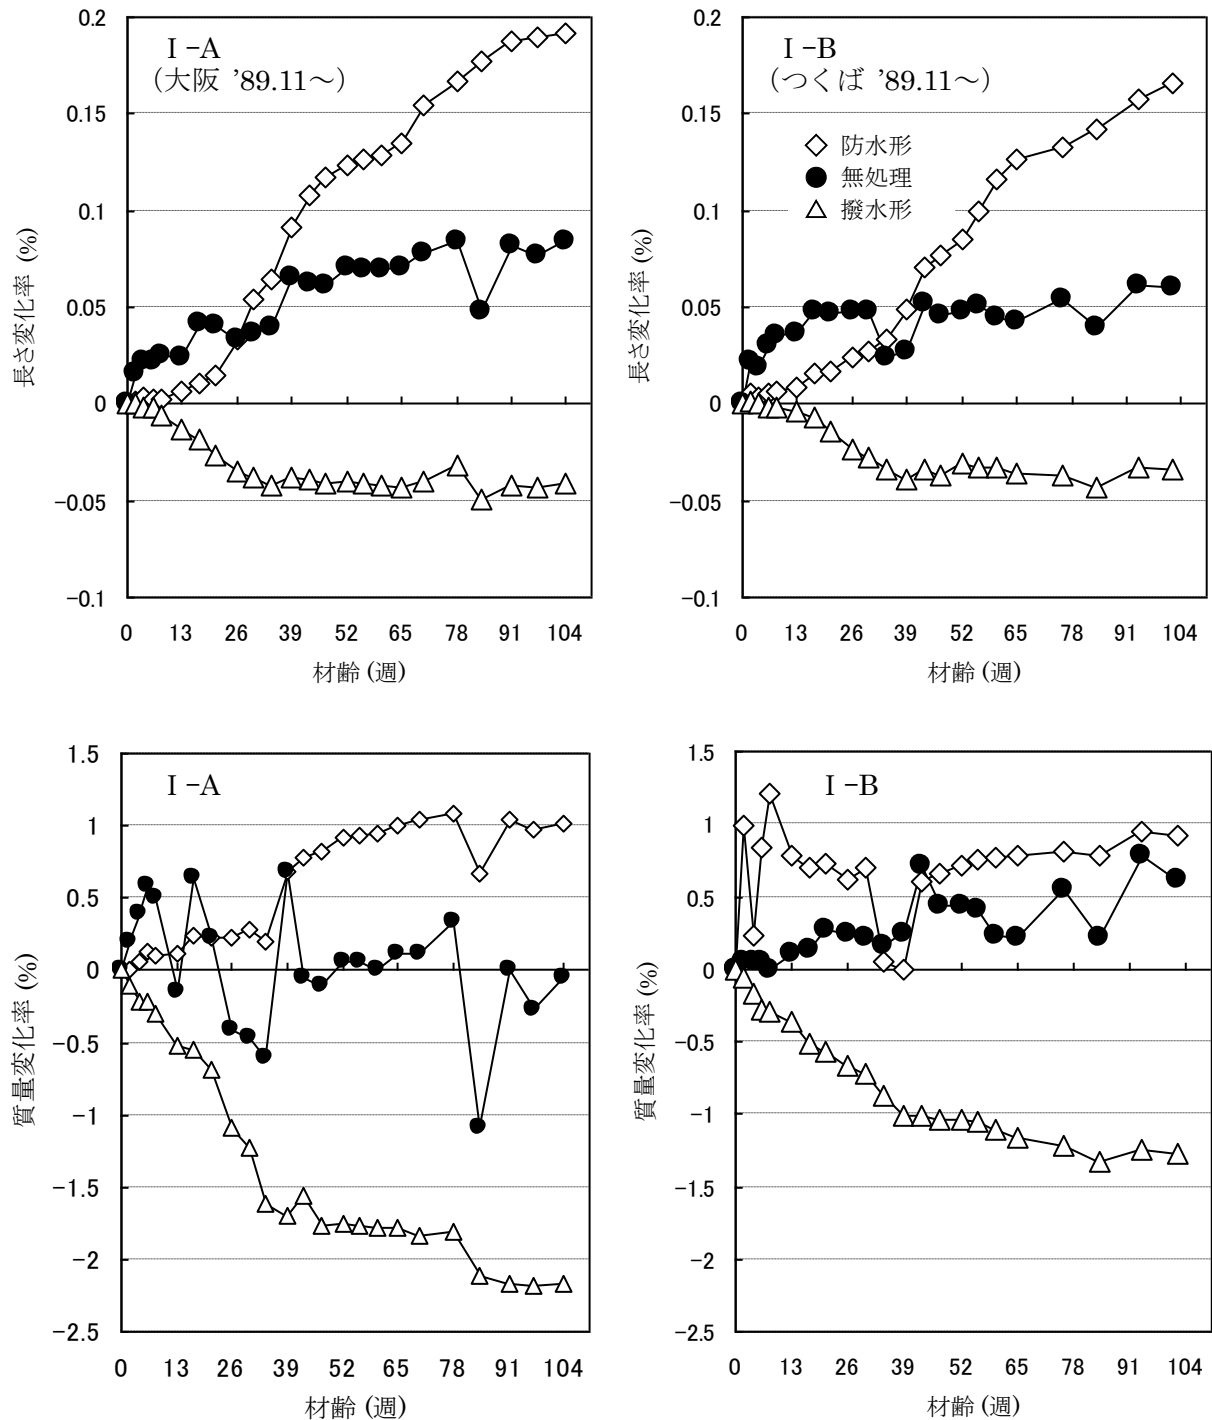 0.2
0.15
0.1
0.05
0
−0.05
−0.1
長さ変化率 (%)
I −A
（大阪 ’89.11～）
0 13 26 39 52 65 78 91 104
材齢 (週)
0.2
0.15
0.1
0.05
0
−0.05
−0.1
長さ変化率 (%)
I −B
（つくば ’89.11～）
防水形
無処理
撥水形
0 13 26 39 52 65 78 91 104
材齢 (週)
1.5
1
0.5
0
−0.5
−1
−1.5
−2
−2.5
質量変化率 (%)
I −A
0 13 26 39 52 65 78 91 104
材齢 (週)
1.5
1
0.5
0
−0.5
−1
−1.5
−2
−2.5
質量変化率 (%)
I −B
0 13 26 39 52 65 78 91 104
材齢 (週)